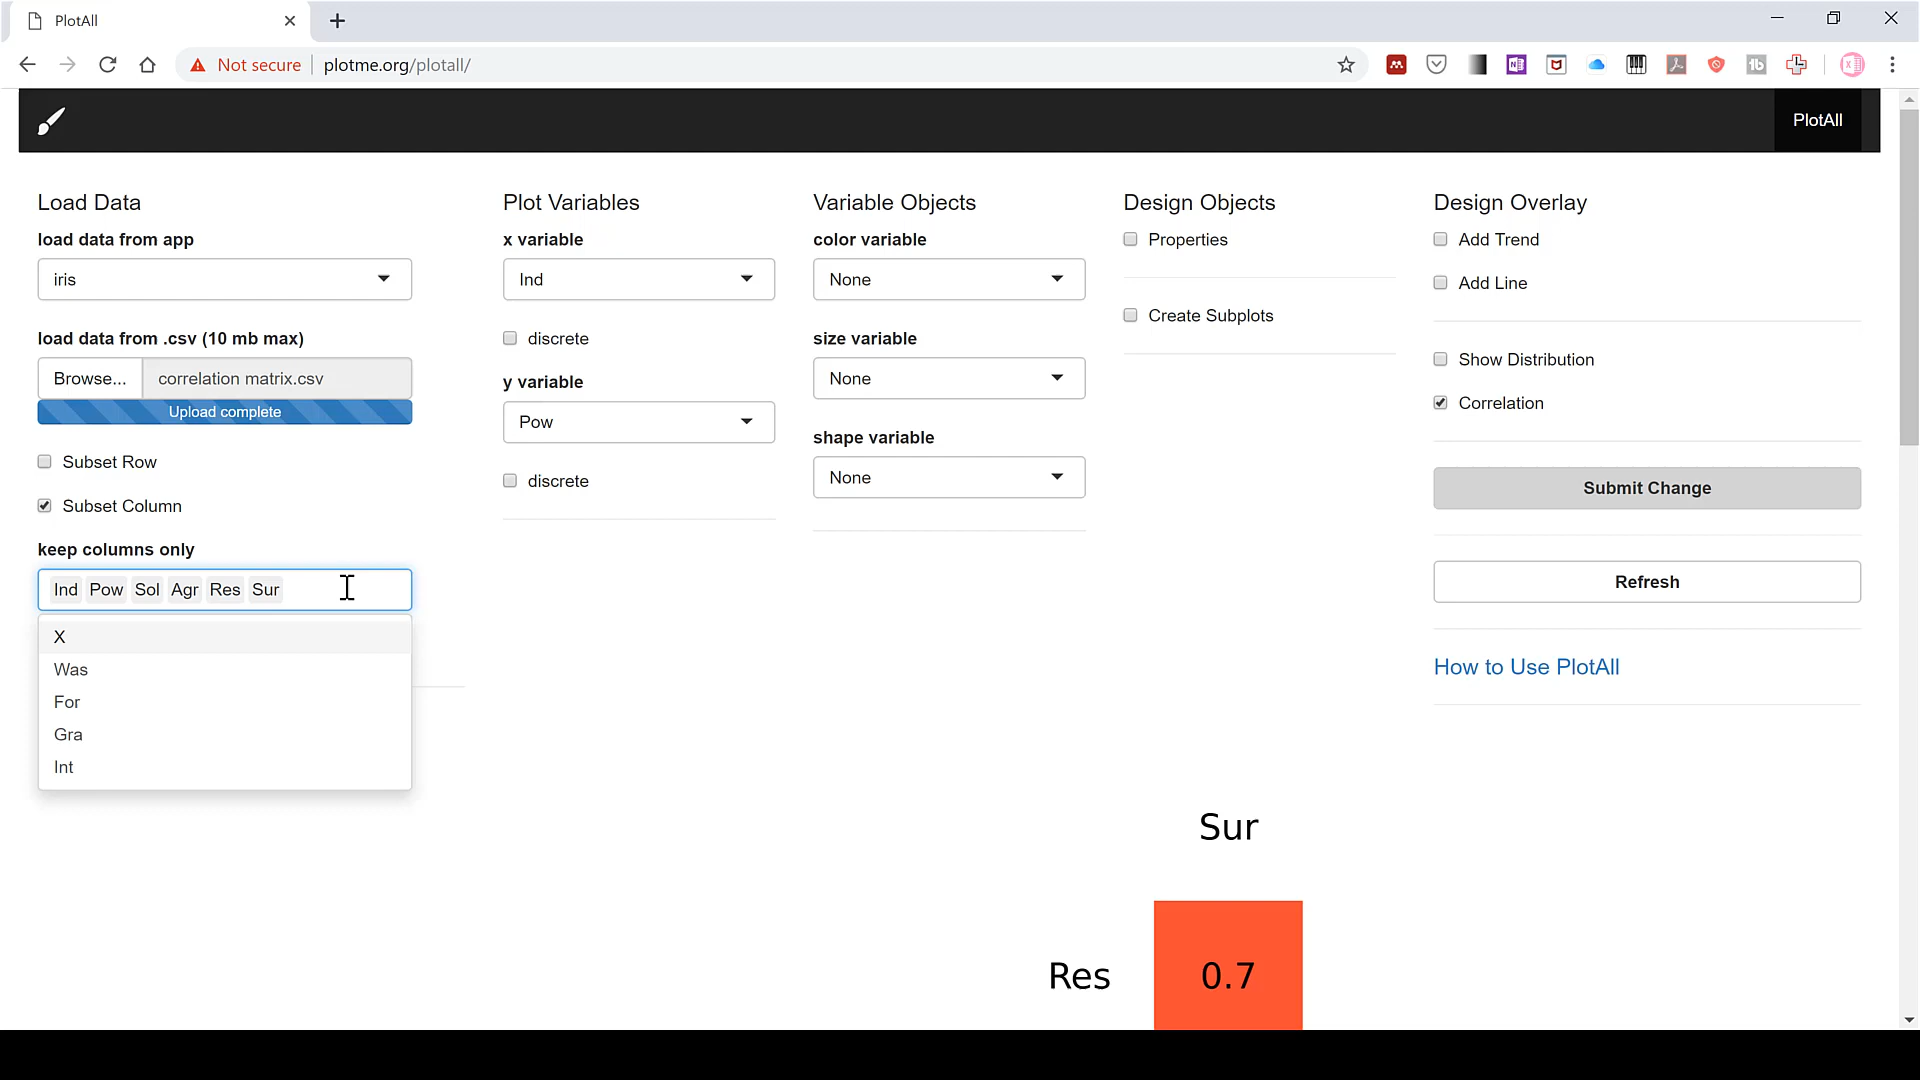 PlotAll
Not secure
plotme.org/plotall/
PlotAll
Load Data
load data from app
iris
load data from .csv (10 mb max)
Browse...
correlation matrix.csv
Upload complete
Subset Row
Subset Column
keep columns only
Ind Pow Sol Agr Res Sur
X
Was
For
Gra
Int
Plot Variables
x variable
Ind
discrete
y variable
Pow
discrete
Variable Objects
color variable
None
size variable
None
shape variable
None
Design Objects
Properties
Create Subplots
Design Overlay
Add Trend
Add Line
Show Distribution
Correlation
Submit Change
Refresh
How to Use PlotAll
Sur
Res
0.7